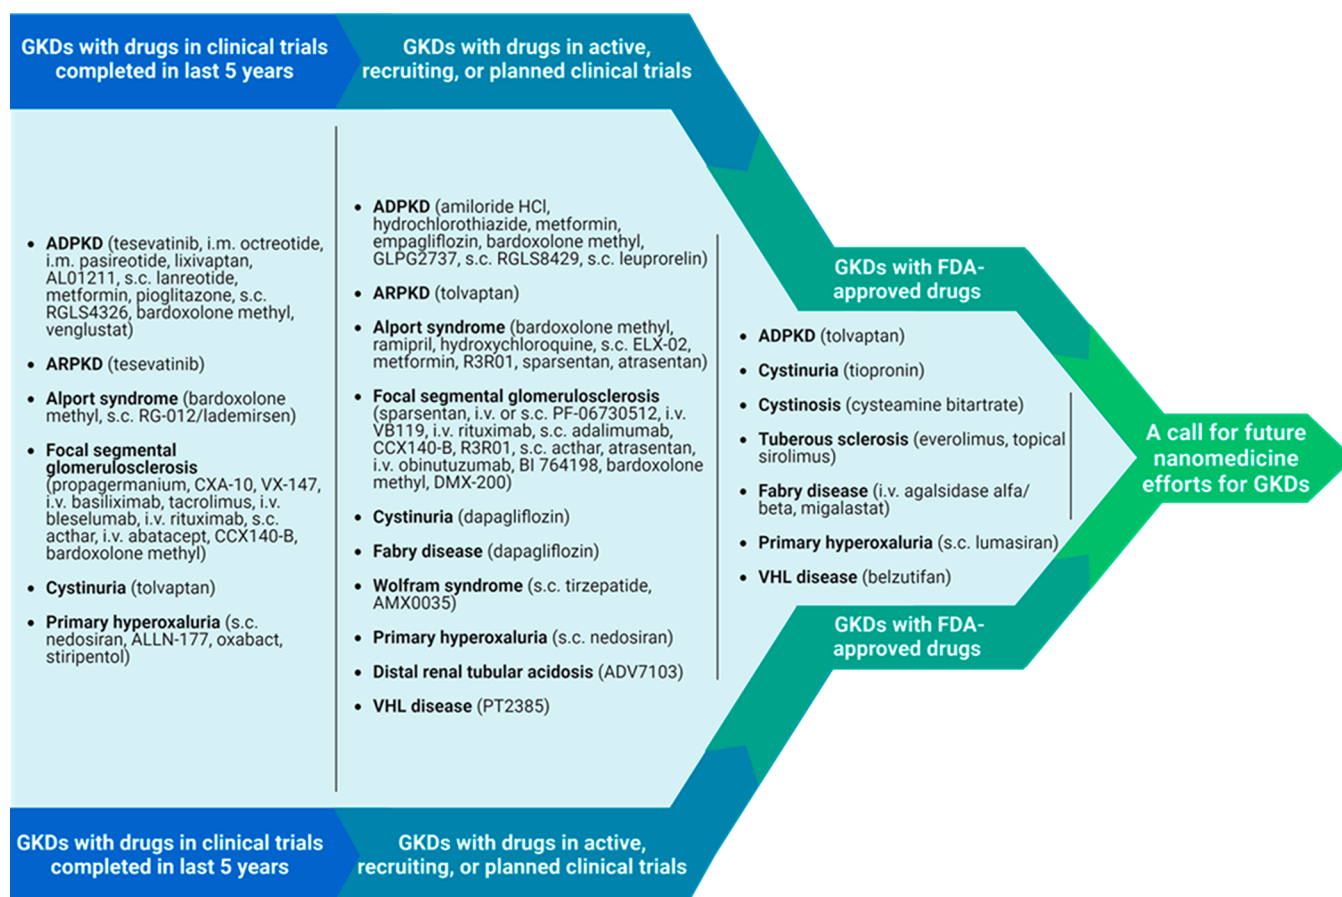 GKDs with drugs in clinical trials
completed in last 5 years
GKDs with drugs in active,
recruiting, or planned clinical trials
• ADPKD (tesevatinib, i.m. octreotide,
i.m. pasireotide, lixivaptan,
AL01211, s.c. lanreotide,
metformin, pioglitazone, s.c.
RGLS4326, bardoxolone methyl,
venglustat)
• ARPKD (tesevatinib)
• Alport syndrome (bardoxolone
methyl, s.c. RG-012/lademirsen)
• Focal segmental
glomerulosclerosis
(propagermanium, CXA-10, VX-147,
i.v. basiliximab, tacrolimus, i.v.
bleselumab, i.v. rituximab, s.c.
acthar, i.v. abatacept, CCX140-B,
bardoxolone methyl)
• Cystinuria (tolvaptan)
• Primary hyperoxaluria (s.c.
nedosiran, ALLN-177, oxabact,
stiripentol)
• ADPKD (amiloride HCl,
hydrochlorothiazide, metformin,
empagliflozin, bardoxolone methyl,
GLPG2737, s.c. RGLS8429, s.c. leuprorelin)
• ARPKD (tolvaptan)
• Alport syndrome (bardoxolone methyl,
ramipril, hydroxychloroquine, s.c. ELX-02,
metformin, R3R01, sparsentan, atrasentan)
• Focal segmental glomerulosclerosis
(sparsentan, i.v. or s.c. PF-06730512, i.v.
VB119, i.v. rituximab, s.c. adalimumab,
CCX140-B, R3R01, s.c. acthar, atrasentan,
i.v. obinutuzumab, BI 764198, bardoxolone
methyl, DMX-200)
• Cystinuria (dapagliflozin)
• Fabry disease (dapagliflozin)
• Wolfram syndrome (s.c. tirzepatide,
AMX0035)
• Primary hyperoxaluria (s.c. nedosiran)
• Distal renal tubular acidosis (ADV7103)
• VHL disease (PT2385)
GKDs with FDA-
approved drugs
• ADPKD (tolvaptan)
• Cystinuria (tiopronin)
• Cystinosis (cysteamine bitartrate)
• Tuberous sclerosis (everolimus, topical
sirolimus)
• Fabry disease (i.v. agalsidase alfa/
beta, migalastat)
• Primary hyperoxaluria (s.c. lumasiran)
• VHL disease (belzutifan)
GKDs with FDA-
approved drugs
A call for future
nanomedicine
efforts for GKDs
GKDs with drugs in clinical trials
completed in last 5 years
GKDs with drugs in active,
recruiting, or planned clinical trials